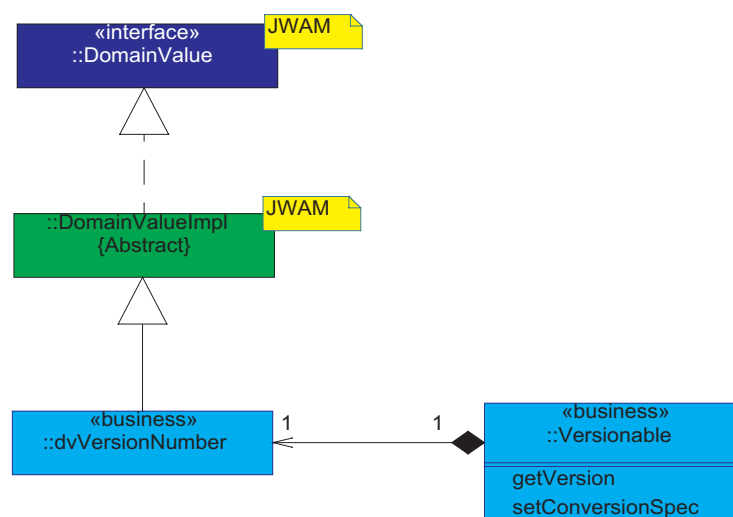 «interface»
::DomainValue
JWAM
::DomainValueImpl
{Abstract}
JWAM
«business»
::dvVersionNumber
1
1
«business»
::Versionable
getVersion
setConversionSpec